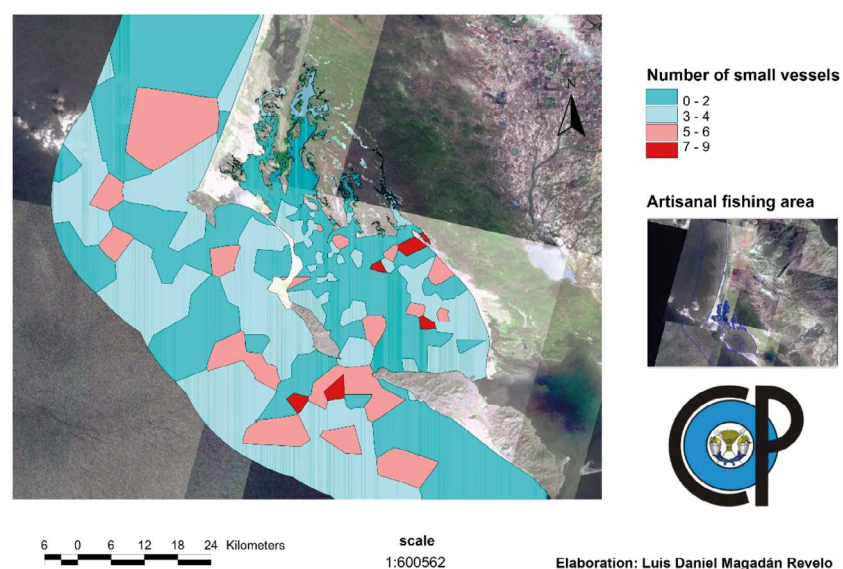 Number of small vessels
0 - 2
3 - 4
5 - 6
7 - 9
N
Artisanal fishing area
COP
6 0 6 12 18 24 Kilometers
scale
1:600562
Elaboration: Luis Daniel Magadán Revelo